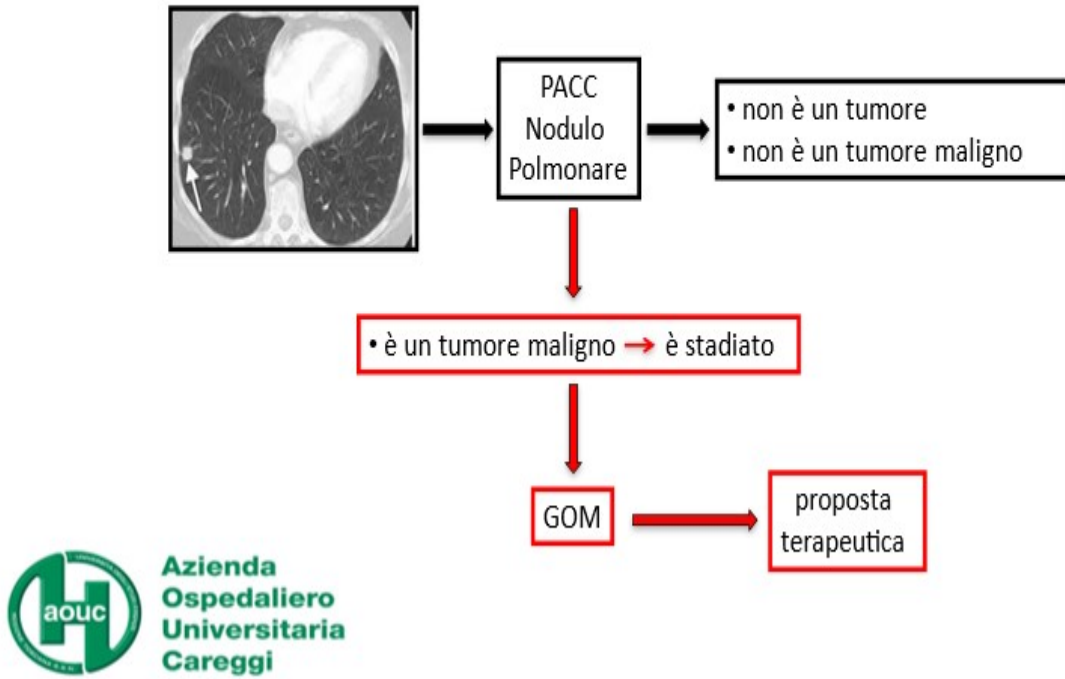 PACC
Nodulo
Polmonare
• non è un tumore
• non è un tumore maligno
• è un tumore maligno → è stadiato
GOM
proposta
terapeutica
aouc
Azienda
Ospedaliero
Universitaria
Careggi